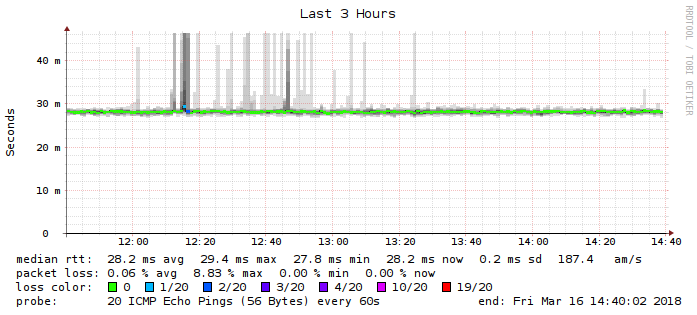 Last 3 Hours
RRDTOOL / TOBI OETIKER
Seconds
40 m
30 m
20 m
10 m
0
12:00 12:20 12:40 13:00 13:20 13:40 14:00 14:20 14:40
median rtt: 28.2 ms avg 29.4 ms max 27.8 ms min 28.2 ms now 0.2 ms sd 187.4 am/s
packet loss: 0.06 % avg 8.83 % max 0.00 % min 0.00 % now
loss color: 0 1/20 2/20 3/20 4/20 10/20 19/20
probe: 20 ICMP Echo Pings (56 Bytes) every 60s end: Fri Mar 16 14:40:02 2018